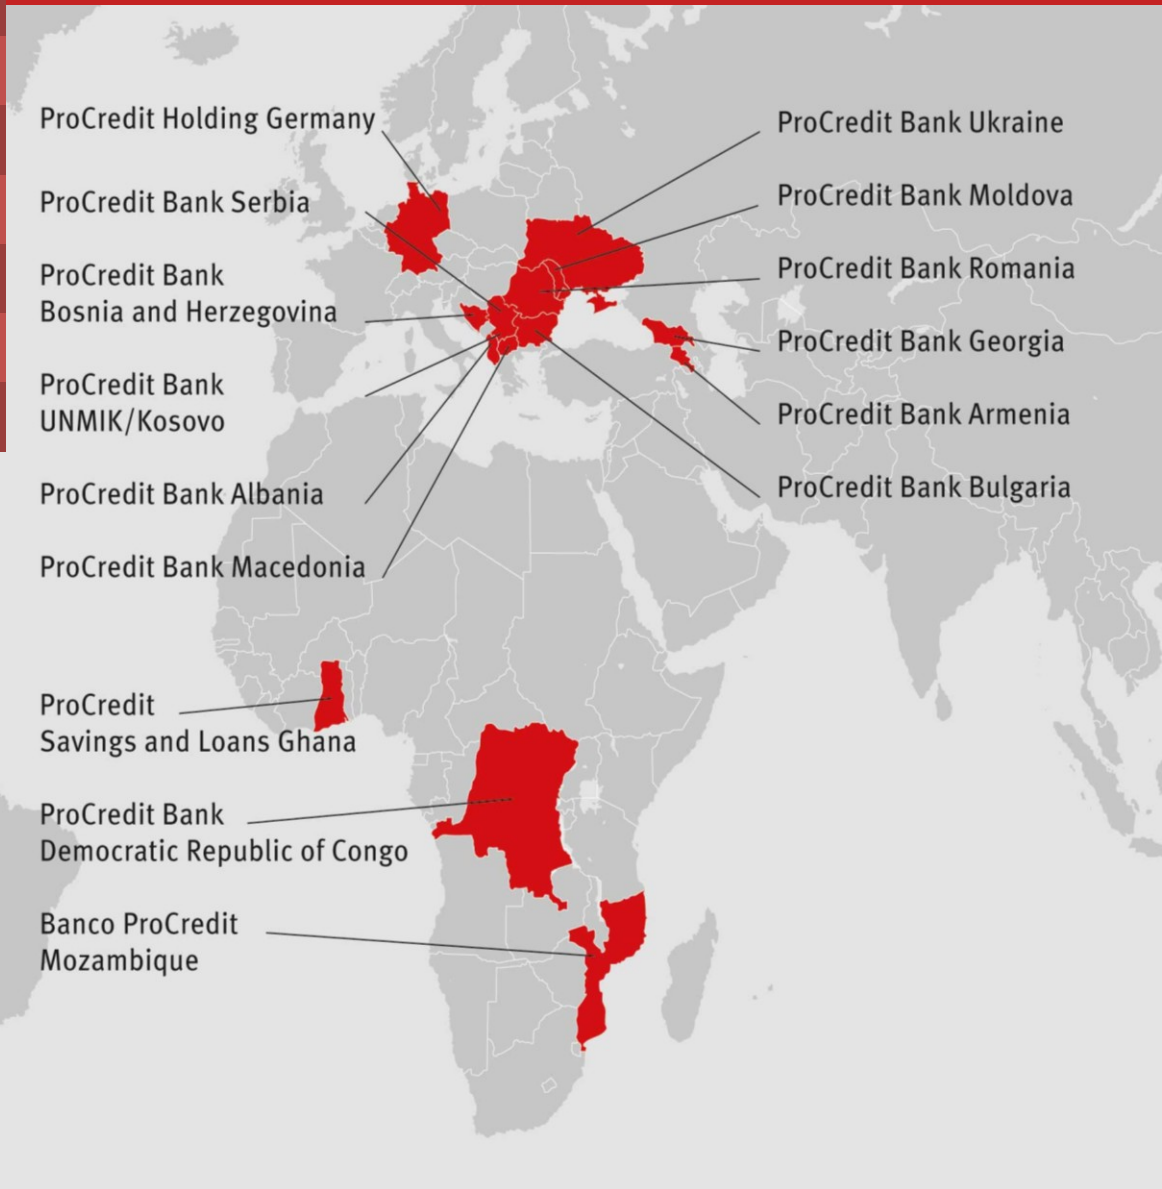 ProCredit Holding Germany
ProCredit Bank Serbia
ProCredit Bank
Bosnia and Herzegovina
ProCredit Bank
UNMIK/Kosovo
ProCredit Bank Albania
ProCredit Bank Macedonia
ProCredit
Savings and Loans Ghana
ProCredit Bank
Democratic Republic of Congo
Banco ProCredit
Mozambique
ProCredit Bank Ukraine
ProCredit Bank Moldova
ProCredit Bank Romania
ProCredit Bank Georgia
ProCredit Bank Armenia
ProCredit Bank Bulgaria